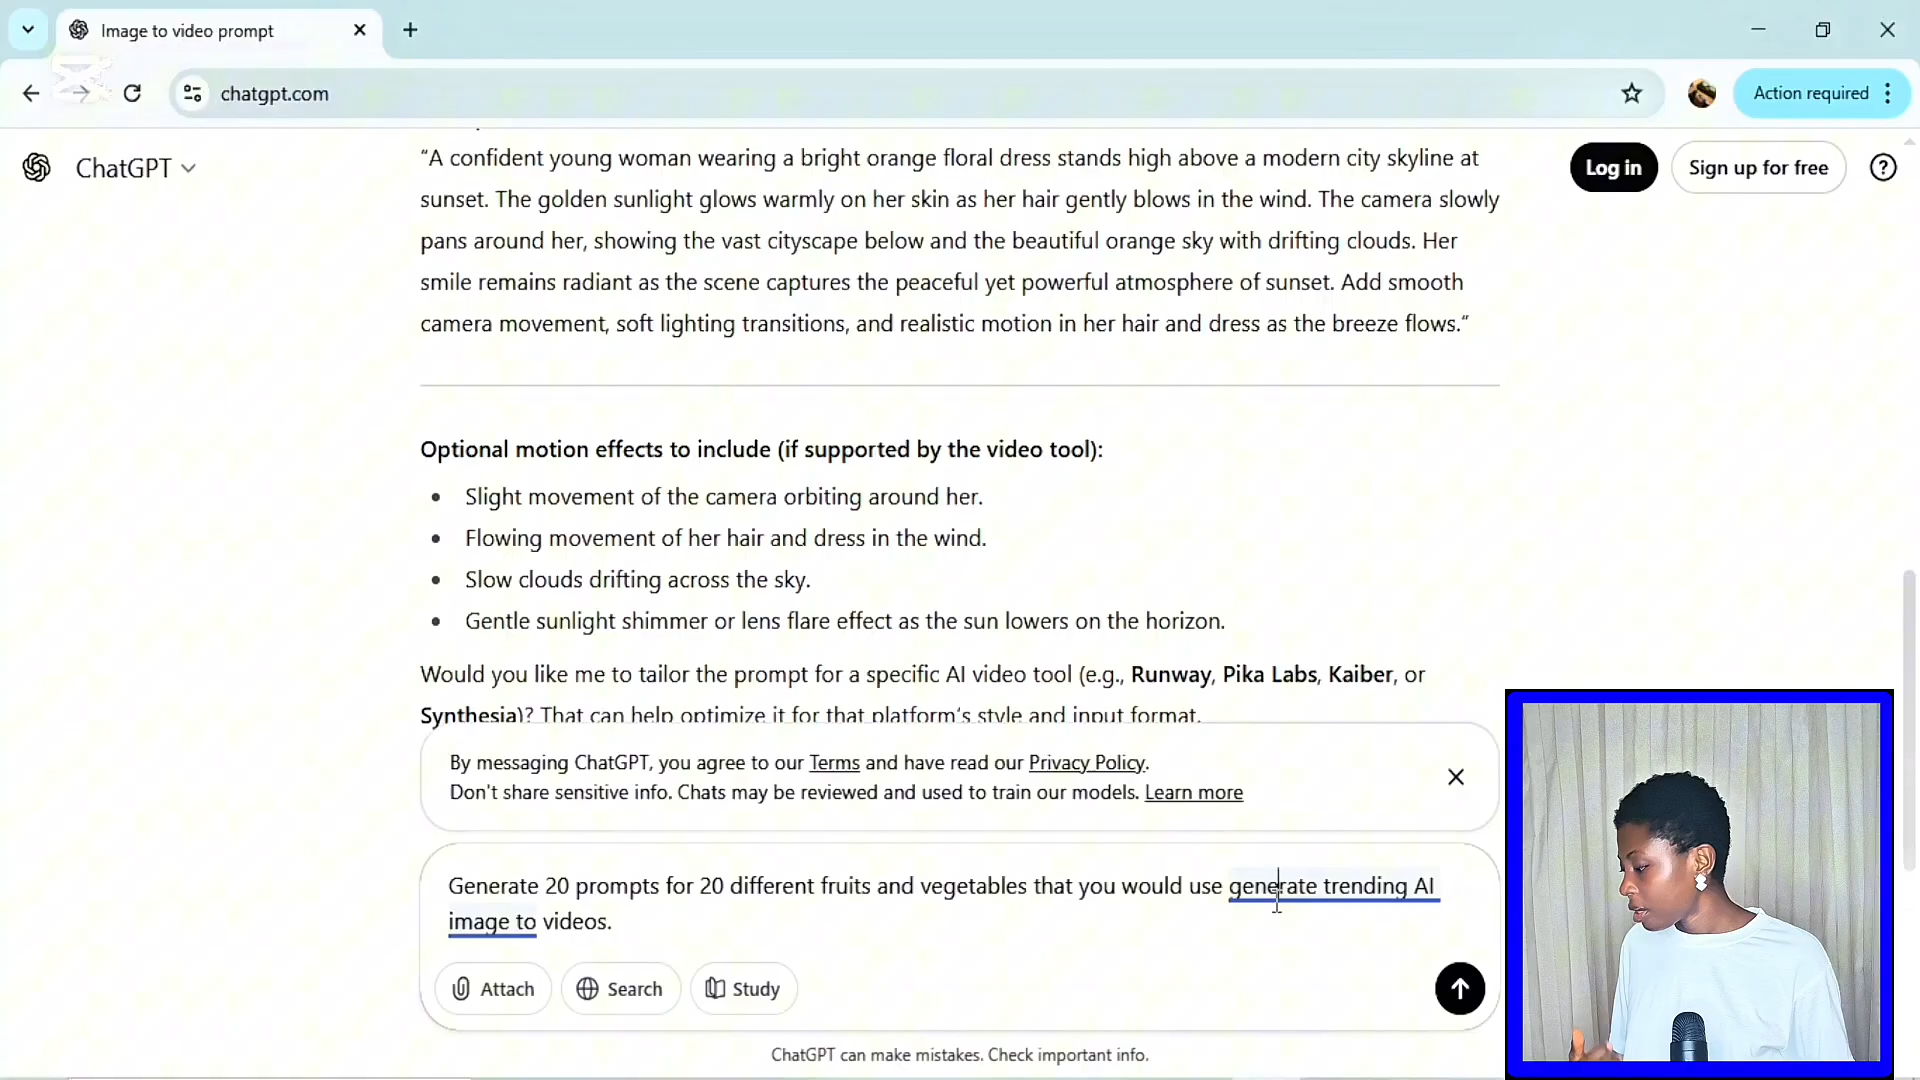 Image to video prompt
chatgpt.com
Action required
ChatGPT
Log in
Sign up for free
“A confident young woman wearing a bright orange floral dress stands high above a modern city skyline at
sunset. The golden sunlight glows warmly on her skin as her hair gently blows in the wind. The camera slowly
pans around her, showing the vast cityscape below and the beautiful orange sky with drifting clouds. Her
smile remains radiant as the scene captures the peaceful yet powerful atmosphere of sunset. Add smooth
camera movement, soft lighting transitions, and realistic motion in her hair and dress as the breeze flows.”
Optional motion effects to include (if supported by the video tool):
• Slight movement of the camera orbiting around her.
• Flowing movement of her hair and dress in the wind.
• Slow clouds drifting across the sky.
• Gentle sunlight shimmer or lens flare effect as the sun lowers on the horizon.
Would you like me to tailor the prompt for a specific AI video tool (e.g., Runway, Pika Labs, Kaiber, or
Synthesia)? That can help optimize it for that platform’s style and input format.
By messaging ChatGPT, you agree to our Terms and have read our Privacy Policy.
Don't share sensitive info. Chats may be reviewed and used to train our models. Learn more
Generate 20 prompts for 20 different fruits and vegetables that you would use generate trending AI
image to videos.
Attach
Search
Study
ChatGPT can make mistakes. Check important info.